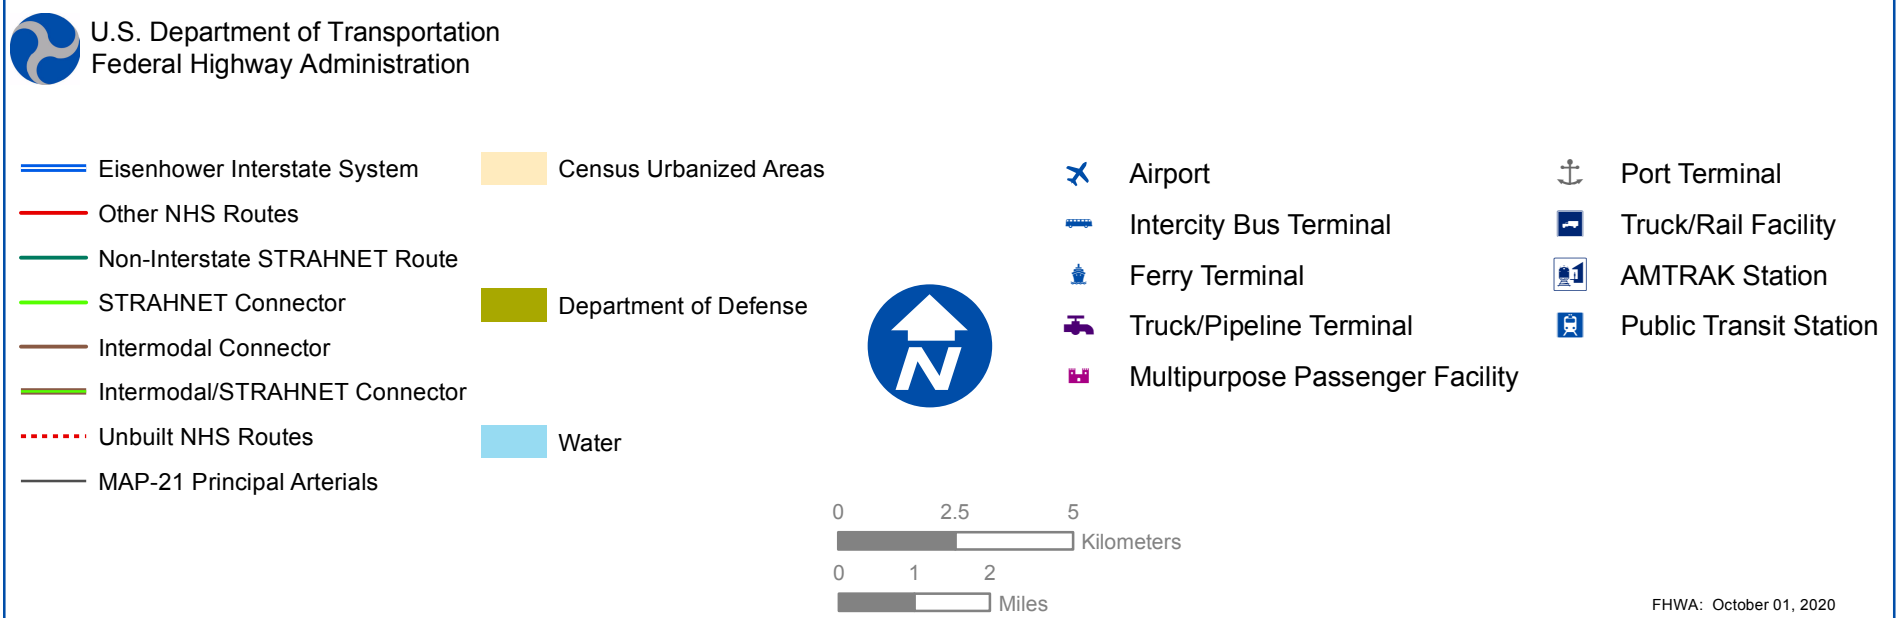 U.S. Department of Transportation
Federal Highway Administration
Eisenhower Interstate System
Other NHS Routes
Non-Interstate STRAHNET Route
STRAHNET Connector
Intermodal Connector
Intermodal/STRAHNET Connector
Unbuilt NHS Routes
MAP-21 Principal Arterials
Census Urbanized Areas
Department of Defense
Water
N
Airport
Intercity Bus Terminal
Ferry Terminal
Truck/Pipeline Terminal
Multipurpose Passenger Facility
Port Terminal
Truck/Rail Facility
AMTRAK Station
Public Transit Station
0 2.5 5
Kilometers
0 1 2
Miles
FHWA: October 01, 2020